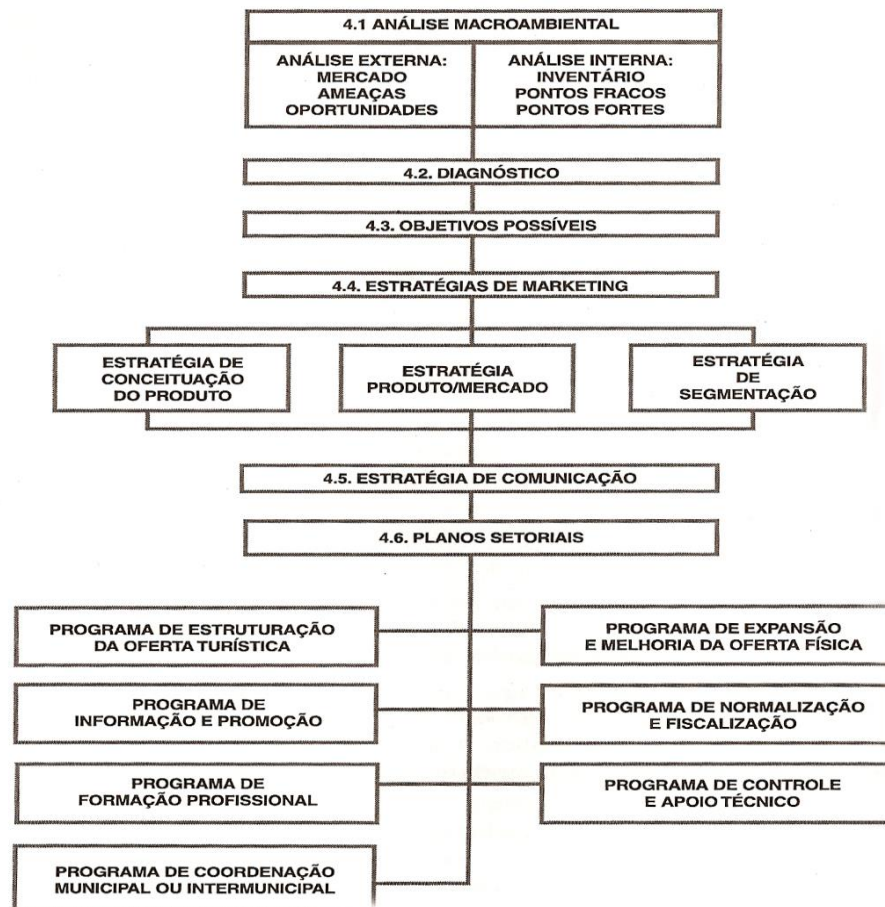 4.1 ANÁLISE MACROAMBIENTAL
ANÁLISE EXTERNA:
MERCADO
AMEAÇAS
OPORTUNIDADES
ANÁLISE INTERNA:
INVENTÁRIO
PONTOS FRACOS
PONTOS FORTES
4.2. DIAGNÓSTICO
4.3. OBJETIVOS POSSÍVEIS
4.4. ESTRATÉGIAS DE MARKETING
ESTRATÉGIA DE
CONCEITUAÇÃO
DO PRODUTO
ESTRATÉGIA
PRODUTO/MERCADO
ESTRATÉGIA
DE
SEGMENTAÇÃO
4.5. ESTRATÉGIA DE COMUNICAÇÃO
4.6. PLANOS SETORIAIS
PROGRAMA DE ESTRUTURAÇÃO
DA OFERTA TURÍSTICA
PROGRAMA DE EXPANSÃO
E MELHORIA DA OFERTA FÍSICA
PROGRAMA DE
INFORMAÇÃO E PROMOÇÃO
PROGRAMA DE NORMALIZAÇÃO
E FISCALIZAÇÃO
PROGRAMA DE
FORMAÇÃO PROFISSIONAL
PROGRAMA DE CONTROLE
E APOIO TÉCNICO
PROGRAMA DE COORDENAÇÃO
MUNICIPAL OU INTERMUNICIPAL